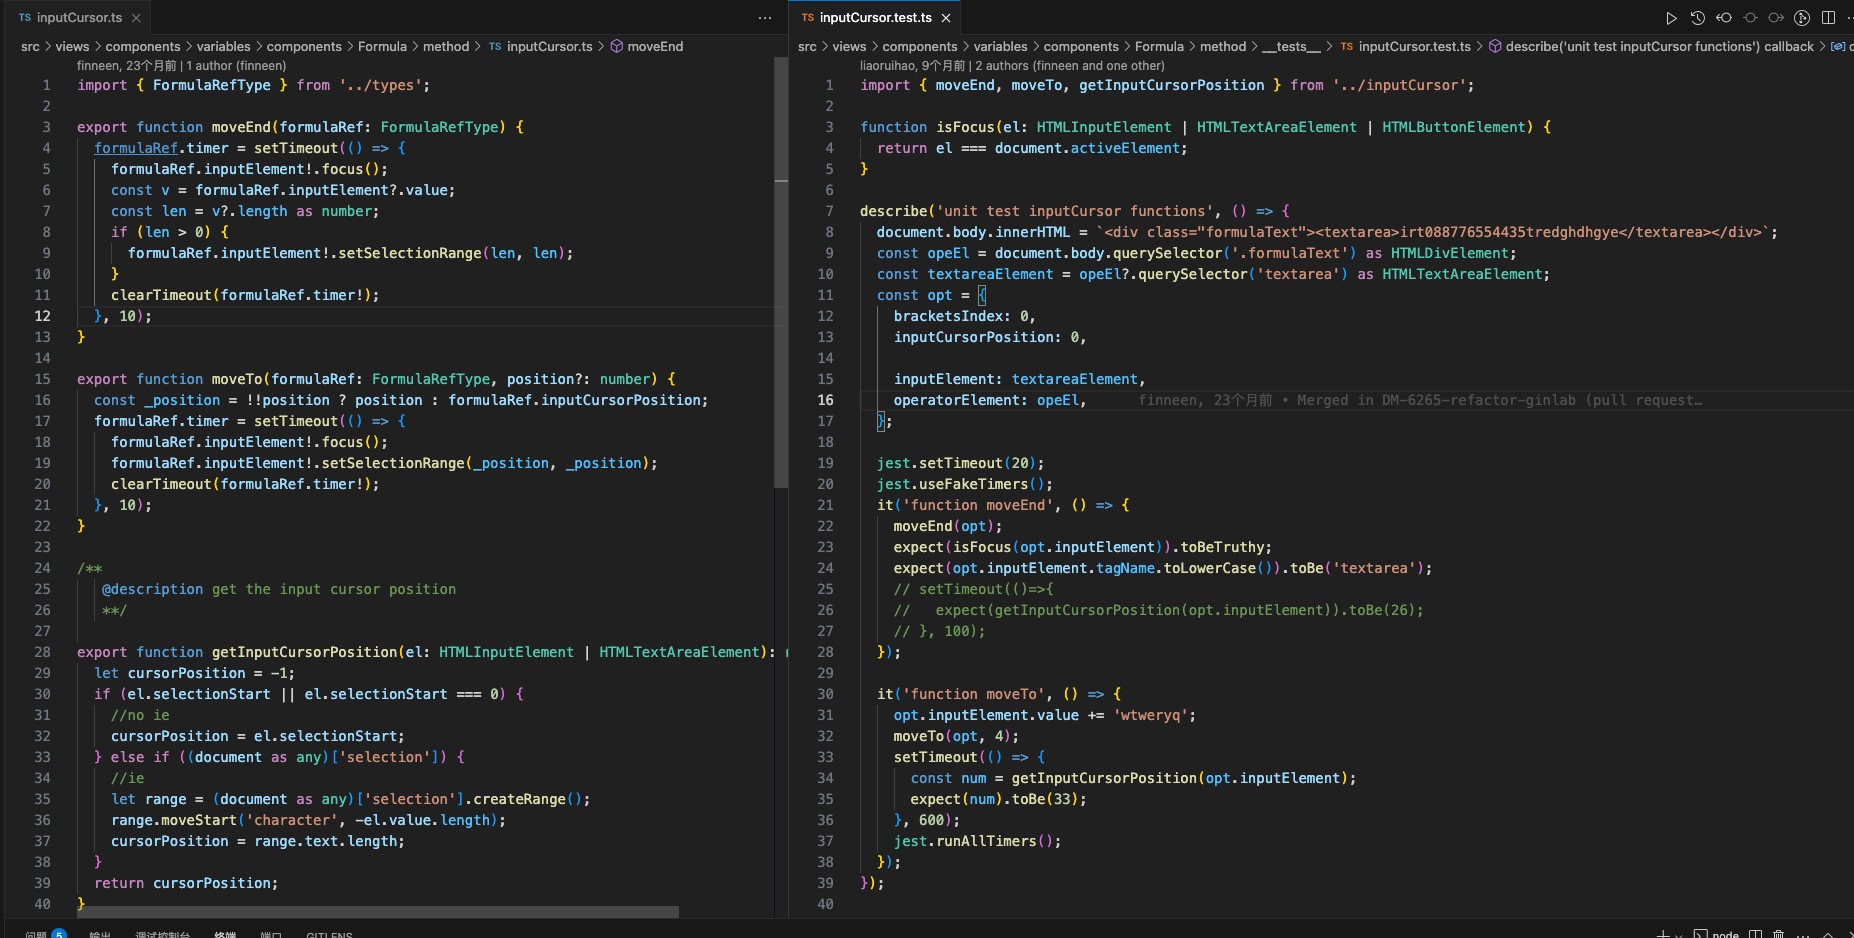 TS inputCursor.ts ×
src > views > components > variables > components > Formula > method > TS inputCursor.ts > moveEnd
finneen, 23个月前 | 1 author (finneen)
1 import { FormulaRefType } from '../types';
2
3 export function moveEnd(formulaRef: FormulaRefType) {
4 formulaRef.timer = setTimeout(() => {
5 formulaRef.inputElement!.focus();
6 const v = formulaRef.inputElement?.value;
7 const len = v?.length as number;
8 if (len > 0) {
9 formulaRef.inputElement!.setSelectionRange(len, len);
10 }
11 clearTimeout(formulaRef.timer!);
12 }, 10);
13 }
14
15 export function moveTo(formulaRef: FormulaRefType, position?: number) {
16 const _position = !!position ? position : formulaRef.inputCursorPosition;
17 formulaRef.timer = setTimeout(() => {
18 formulaRef.inputElement!.focus();
19 formulaRef.inputElement!.setSelectionRange(_position, _position);
20 clearTimeout(formulaRef.timer!);
21 }, 10);
22 }
23
24 /**
25 @description get the input cursor position
26 **/
27
28 export function getInputCursorPosition(el: HTMLInputElement | HTMLTextAreaElement):
29 let cursorPosition = -1;
30 if (el.selectionStart || el.selectionStart === 0) {
31 //no ie
32 cursorPosition = el.selectionStart;
33 } else if ((document as any)['selection']) {
34 //ie
35 let range = (document as any)['selection'].createRange();
36 range.moveStart('character', -el.value.length);
37 cursorPosition = range.text.length;
38 }
39 return cursorPosition;
40 }
TS inputCursor.test.ts ×
src > views > components > variables > components > Formula > method > __tests__ > TS inputCursor.test.ts > describe('unit test inputCursor functions') callback >
liaoruihao, 9个月前 | 2 authors (finneen and one other)
1 import { moveEnd, moveTo, getInputCursorPosition } from '../inputCursor';
2
3 function isFocus(el: HTMLInputElement | HTMLTextAreaElement | HTMLButtonElement) {
4 return el === document.activeElement;
5 }
6
7 describe('unit test inputCursor functions', () => {
8 document.body.innerHTML = `<div class="formulaText"><textarea>irt088776554435tredghdhgye</textarea></div>`;
9 const opeEl = document.body.querySelector('.formulaText') as HTMLDivElement;
10 const textareaElement = opeEl?.querySelector('textarea') as HTMLTextAreaElement;
11 const opt = {
12 bracketsIndex: 0,
13 inputCursorPosition: 0,
14
15 inputElement: textareaElement,
16 operatorElement: opeEl, finneen, 23个月前 • Merged in DM-6265-refactor-ginlab (pull request…
17 };
18
19 jest.setTimeout(20);
20 jest.useFakeTimers();
21 it('function moveEnd', () => {
22 moveEnd(opt);
23 expect(isFocus(opt.inputElement)).toBeTruthy;
24 expect(opt.inputElement.tagName.toLowerCase()).toBe('textarea');
25 // setTimeout(()=>{
26 // expect(getInputCursorPosition(opt.inputElement)).toBe(26);
27 // }, 100);
28 });
29
30 it('function moveTo', () => {
31 opt.inputElement.value += 'wtweryq';
32 moveTo(opt, 4);
33 setTimeout(() => {
34 const num = getInputCursorPosition(opt.inputElement);
35 expect(num).toBe(33);
36 }, 600);
37 jest.runAllTimers();
38 });
39 });
40
问题 5 输出 调试控制台 终端 端口 GITLENS
node